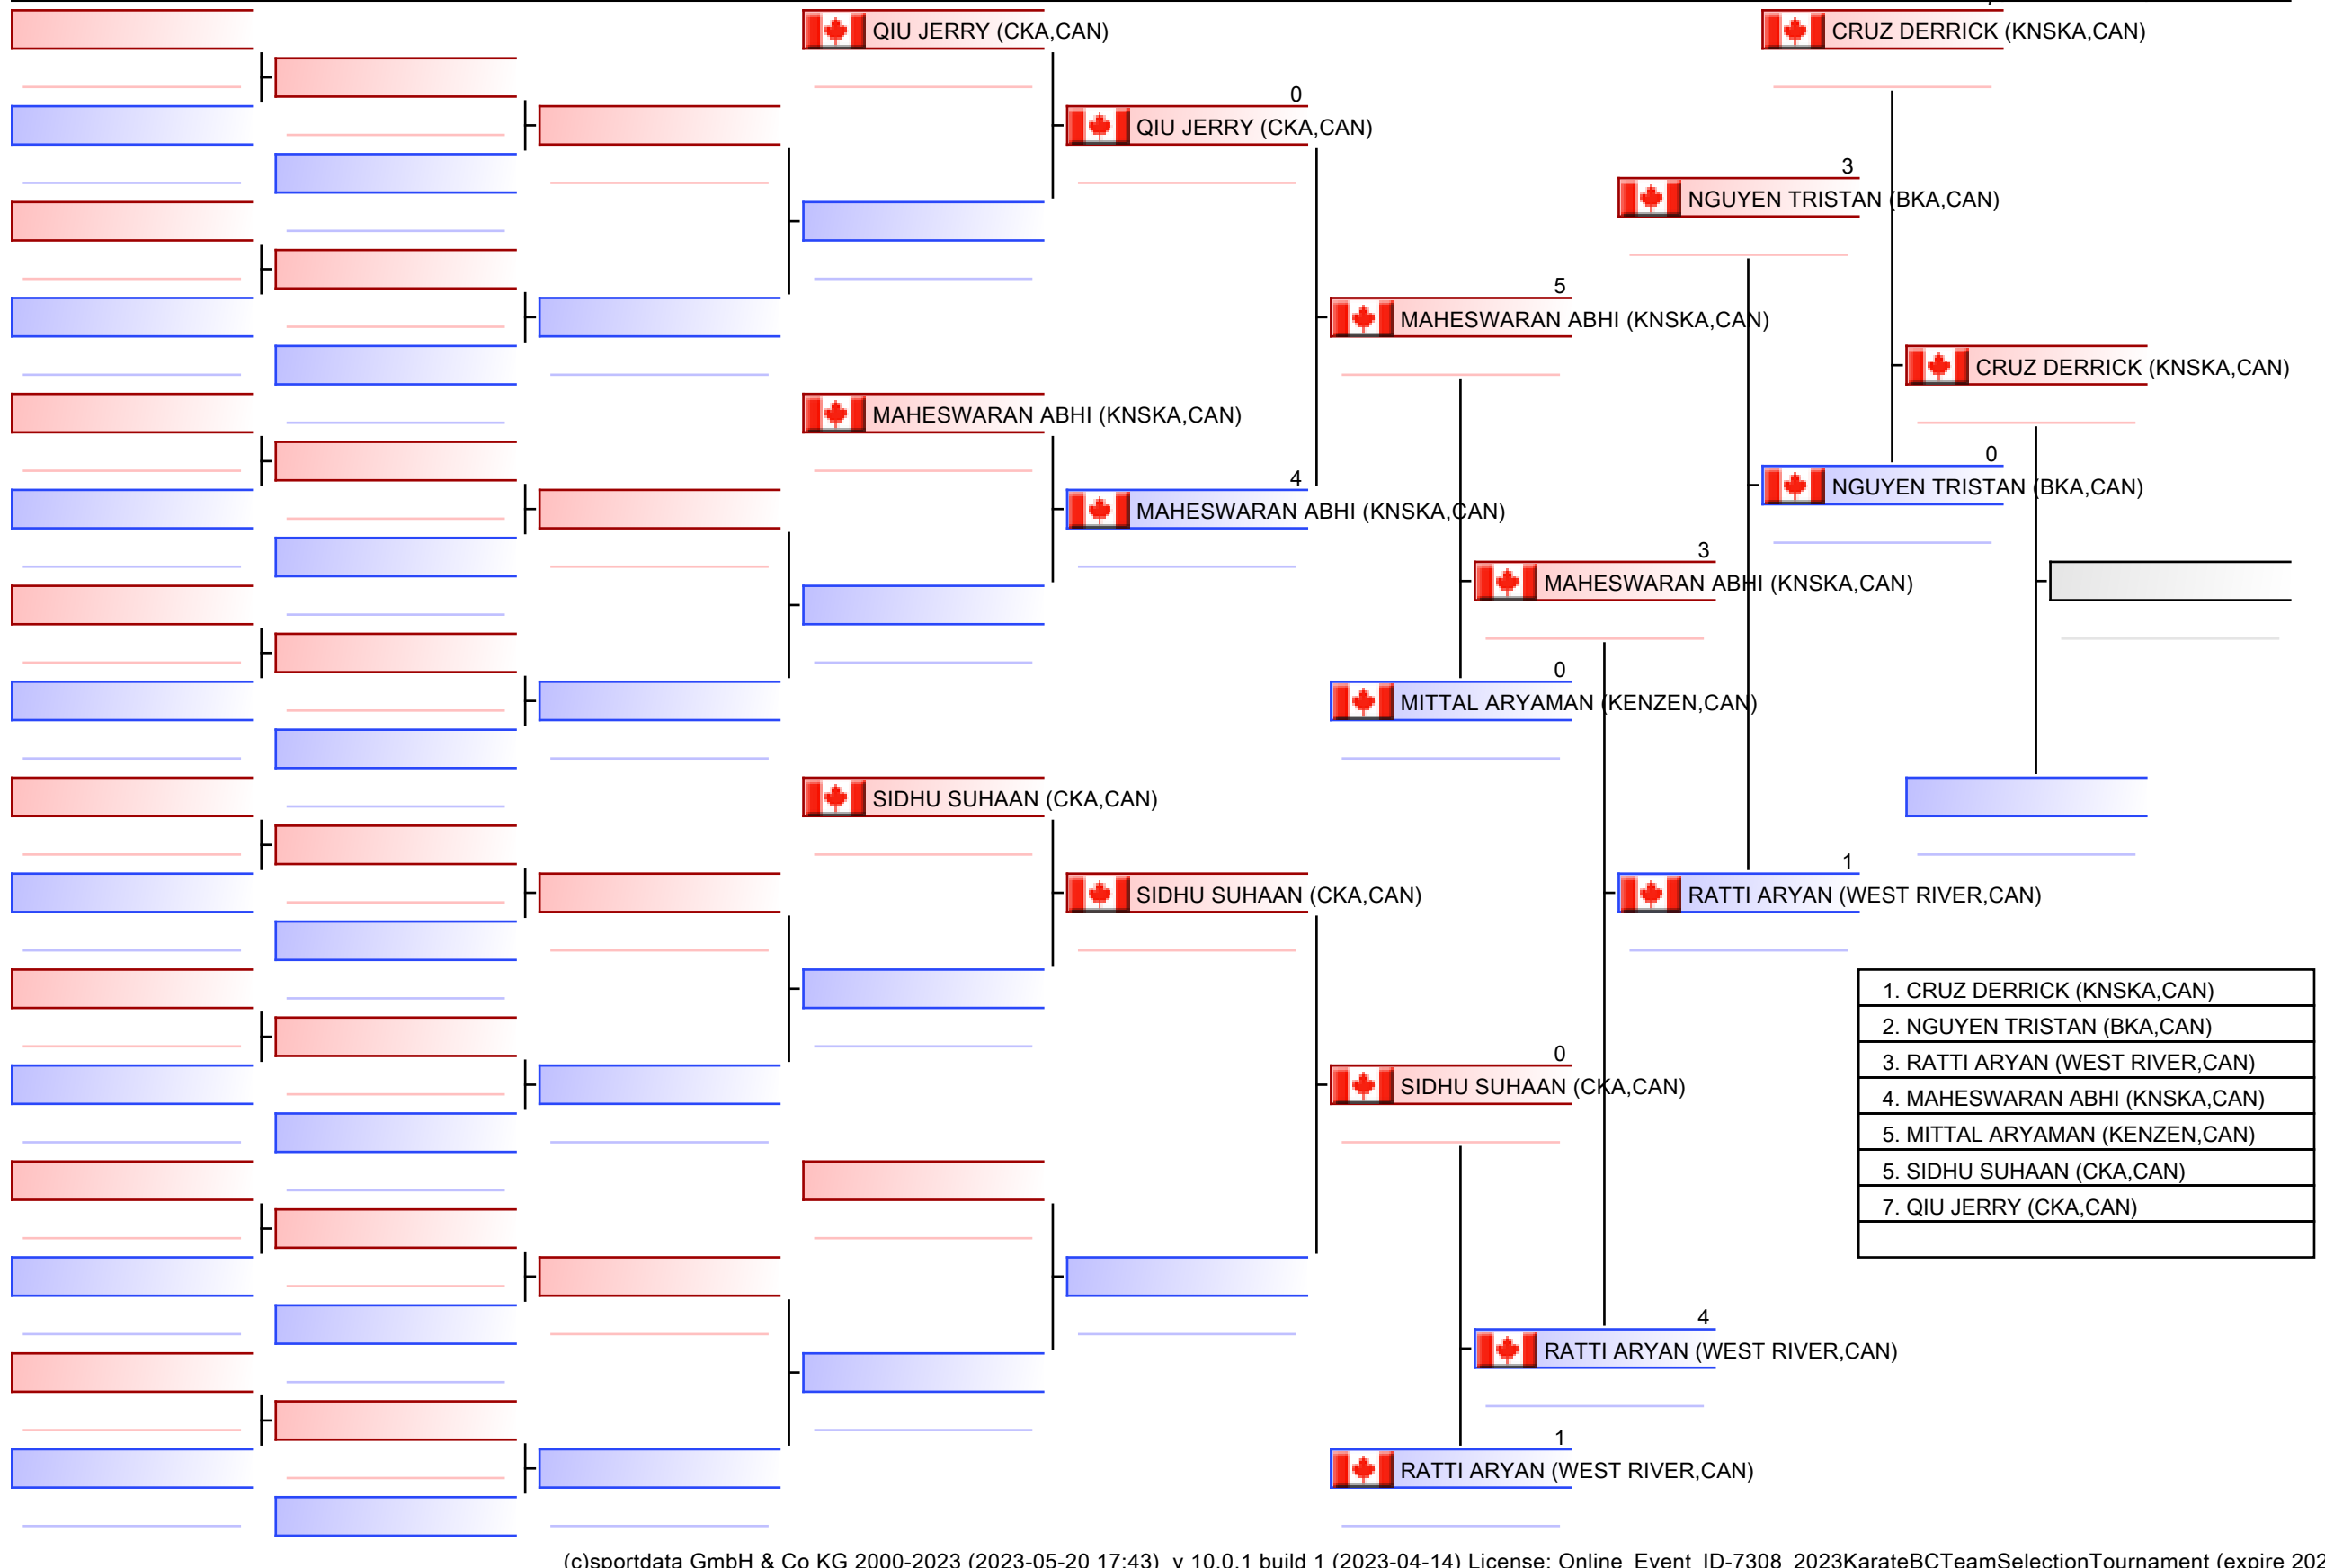 QIU JERRY (CKA,CAN)
CRUZ DERRICK (KNSKA,CAN)
0
QIU JERRY (CKA,CAN)
3
NGUYEN TRISTAN (BKA,CAN)
5
MAHESWARAN ABHI (KNSKA,CAN)
CRUZ DERRICK (KNSKA,CAN)
MAHESWARAN ABHI (KNSKA,CAN)
0
NGUYEN TRISTAN (BKA,CAN)
4
MAHESWARAN ABHI (KNSKA,CAN)
3
MAHESWARAN ABHI (KNSKA,CAN)
0
MITTAL ARYAMAN (KENZEN,CAN)
SIDHU SUHAAN (CKA,CAN)
SIDHU SUHAAN (CKA,CAN)
1
RATTI ARYAN (WEST RIVER,CAN)
1. CRUZ DERRICK (KNSKA,CAN)
2. NGUYEN TRISTAN (BKA,CAN)
3. RATTI ARYAN (WEST RIVER,CAN)
4. MAHESWARAN ABHI (KNSKA,CAN)
5. MITTAL ARYAMAN (KENZEN,CAN)
5. SIDHU SUHAAN (CKA,CAN)
7. QIU JERRY (CKA,CAN)
0
SIDHU SUHAAN (CKA,CAN)
4
RATTI ARYAN (WEST RIVER,CAN)
1
RATTI ARYAN (WEST RIVER,CAN)
(c)sportdata GmbH & Co KG 2000-2023 (2023-05-20 17:43) v 10.0.1 build 1 (2023-04-14) License: Online Event ID-7308 2023KarateBCTeamSelectionTournament (expire 202